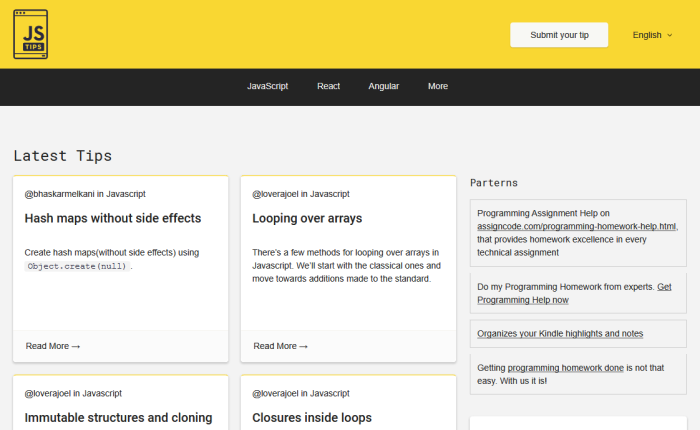 JS
TIPS
Submit your tip
English
JavaScript
React
Angular
More
Latest Tips
@bhaskarmelkani in Javascript
Hash maps without side effects
Create hash maps(without side effects) using
Object.create(null) .
Read More →
@loverajoel in Javascript
Looping over arrays
There's a few methods for looping over arrays in
Javascript. We'll start with the classical ones and
move towards additions made to the standard.
Read More →
@loverajoel in Javascript
Immutable structures and cloning
@loverajoel in Javascript
Closures inside loops
Parterns
Programming Assignment Help on
assigncode.com/programming-homework-help.html,
that provides homework excellence in every
technical assignment
Do my Programming Homework from experts. Get
Programming Help now
Organizes your Kindle highlights and notes
Getting programming homework done is not that
easy. With us it is!